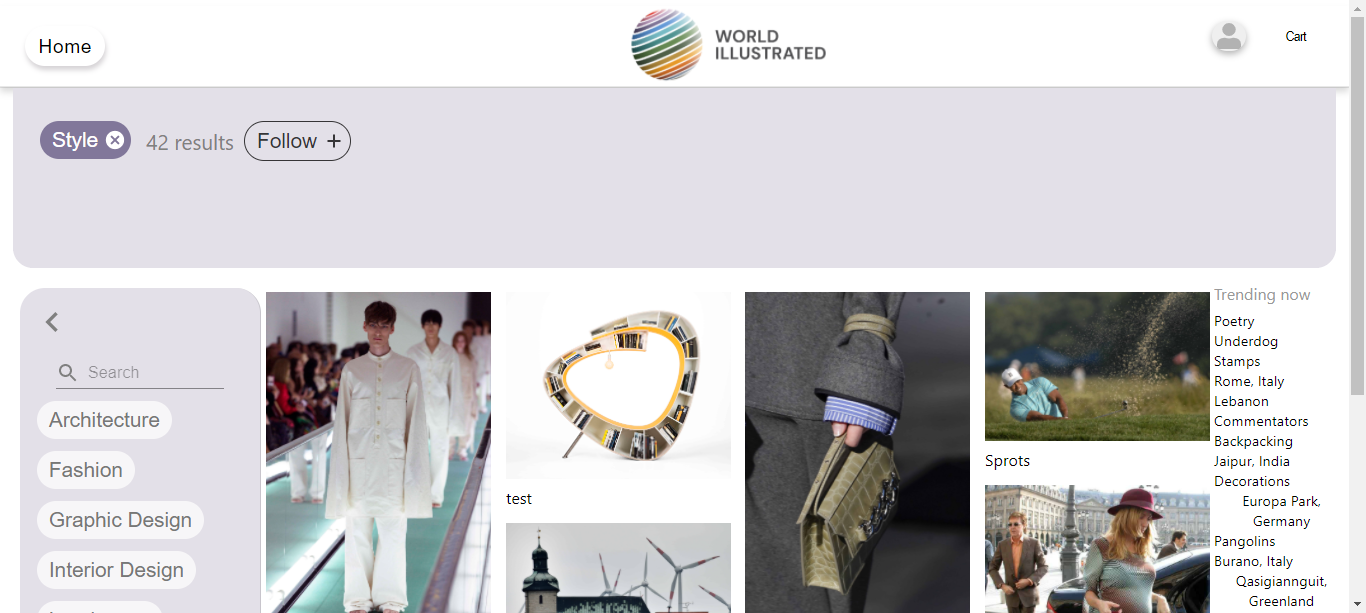 Home
WORLD
ILLUSTRATED
Cart
Style
42 results
Follow +
Search
Architecture
Fashion
Graphic Design
Interior Design
test
Sprots
Trending now
Poetry
Underdog
Stamps
Rome, Italy
Lebanon
Commentators
Backpacking
Jaipur, India
Decorations
Europa Park,
Germany
Pangolins
Burano, Italy
Qasigiannguit,
Greenland